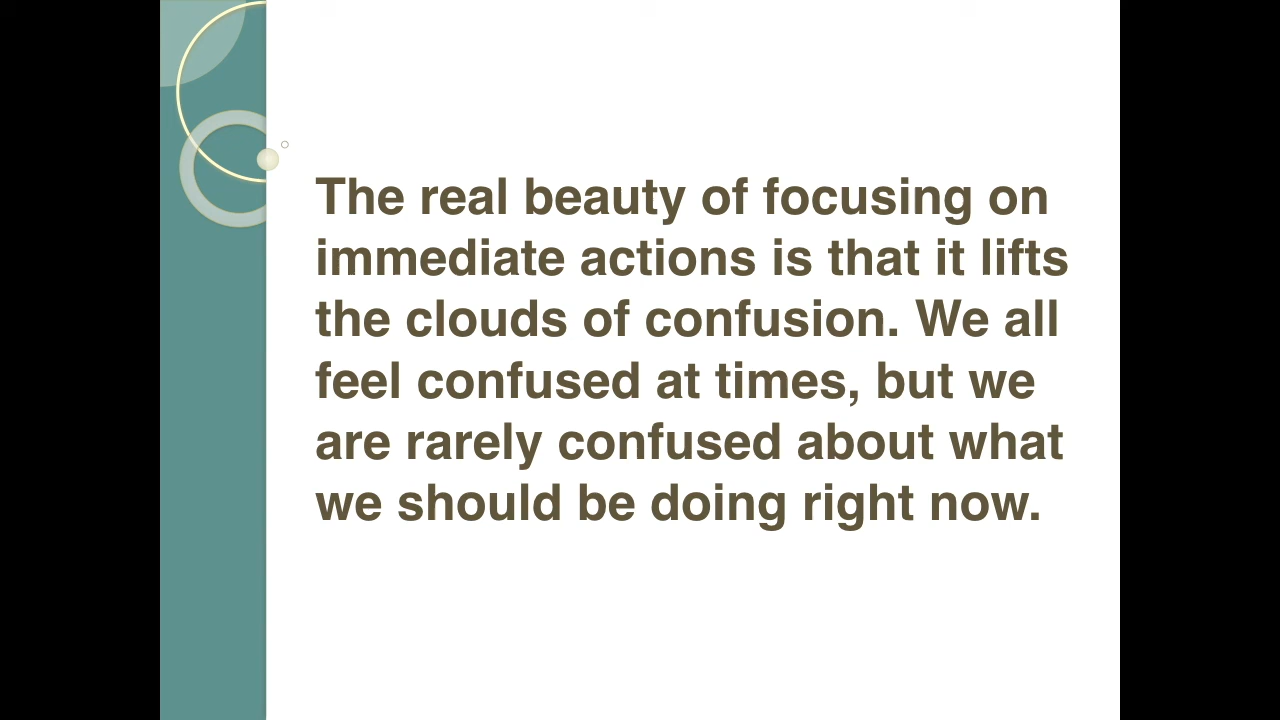 The real beauty of focusing on
immediate actions is that it lifts
the clouds of confusion. We all
feel confused at times, but we
are rarely confused about what
we should be doing right now.